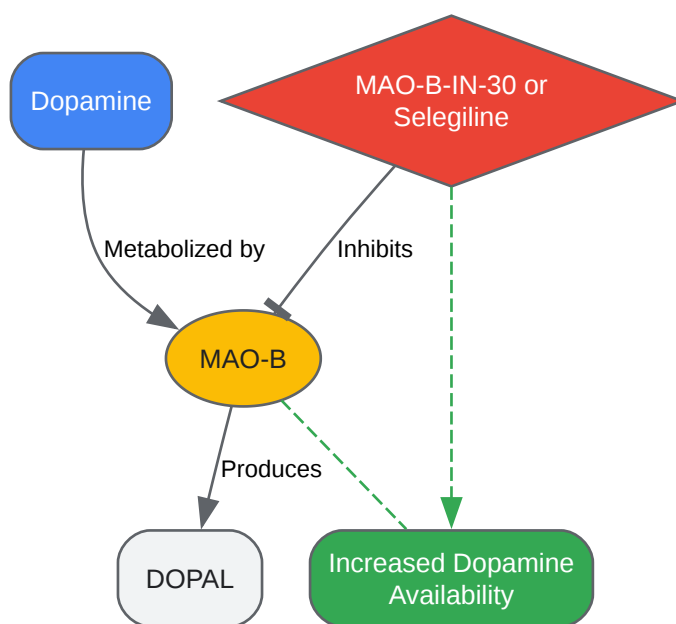 Dopamine
MAO-B-IN-30 or
Selegiline
Metabolized by
Inhibits
MAO-B
Produces
DOPAL
Increased Dopamine
Availability